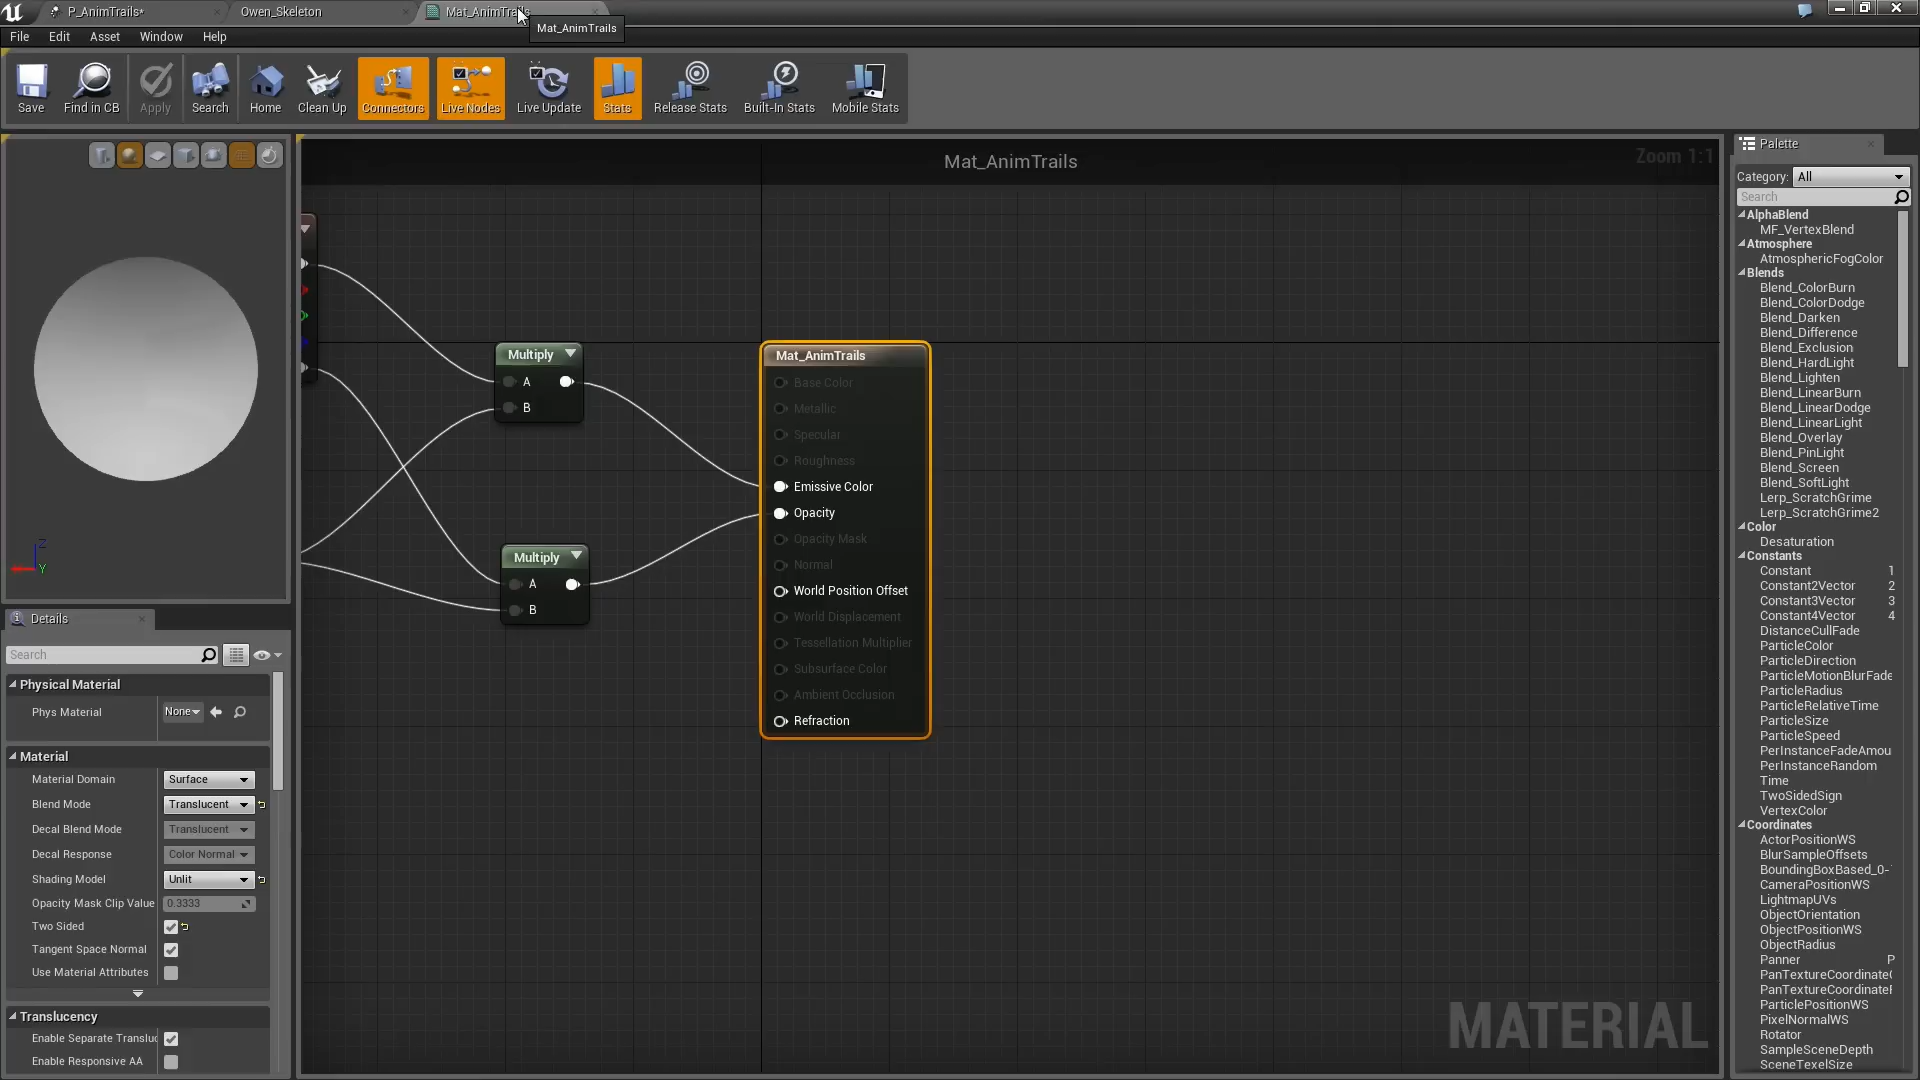 P_AnimTrails*
Owen_Skeleton
Mat_AnimTrails
Mat_AnimTrails
File Edit Asset Window Help
Save
Find in CB
Apply
Search
Home
Clean Up
Connectors
Live Nodes
Live Update
Stats
Release Stats
Built-In Stats
Mobile Stats
Mat_AnimTrails
Zoom 1:1
Multiply
A
B
Multiply
A
B
Mat_AnimTrails
Base Color
Metallic
Specular
Roughness
Emissive Color
Opacity
Opacity Mask
Normal
World Position Offset
World Displacement
Tessellation Multiplier
Subsurface Color
Ambient Occlusion
Refraction
MATERIAL
Z
Y
Details
Search
Physical Material
Phys Material None
Material
Material Domain Surface
Blend Mode Translucent
Decal Blend Mode Translucent
Decal Response Color Normal
Shading Model Unlit
Opacity Mask Clip Value 0.3333
Two Sided
Tangent Space Normal
Use Material Attributes
Translucency
Enable Separate Transluc
Enable Responsive AA
Palette
Category: All
Search
AlphaBlend
MF_VertexBlend
Atmosphere
AtmosphericFogColor
Blends
Blend_ColorBurn
Blend_ColorDodge
Blend_Darken
Blend_Difference
Blend_Exclusion
Blend_HardLight
Blend_Lighten
Blend_LinearBurn
Blend_LinearDodge
Blend_LinearLight
Blend_Overlay
Blend_PinLight
Blend_Screen
Blend_SoftLight
Lerp_ScratchGrime
Lerp_ScratchGrime2
Color
Desaturation
Constants
Constant 1
Constant2Vector 2
Constant3Vector 3
Constant4Vector 4
DistanceCullFade
ParticleColor
ParticleDirection
ParticleMotionBlurFade
ParticleRadius
ParticleRelativeTime
ParticleSize
ParticleSpeed
PerInstanceFadeAmou
PerInstanceRandom
Time
TwoSidedSign
VertexColor
Coordinates
ActorPositionWS
BlurSampleOffsets
BoundingBoxBased_0-
CameraPositionWS
LightmapUVs
ObjectOrientation
ObjectPositionWS
ObjectRadius
Panner P
PanTextureCoordinate
PanTextureCoordinate
ParticlePositionWS
PixelNormalWS
Rotator
SampleSceneDepth
SceneTexelSize